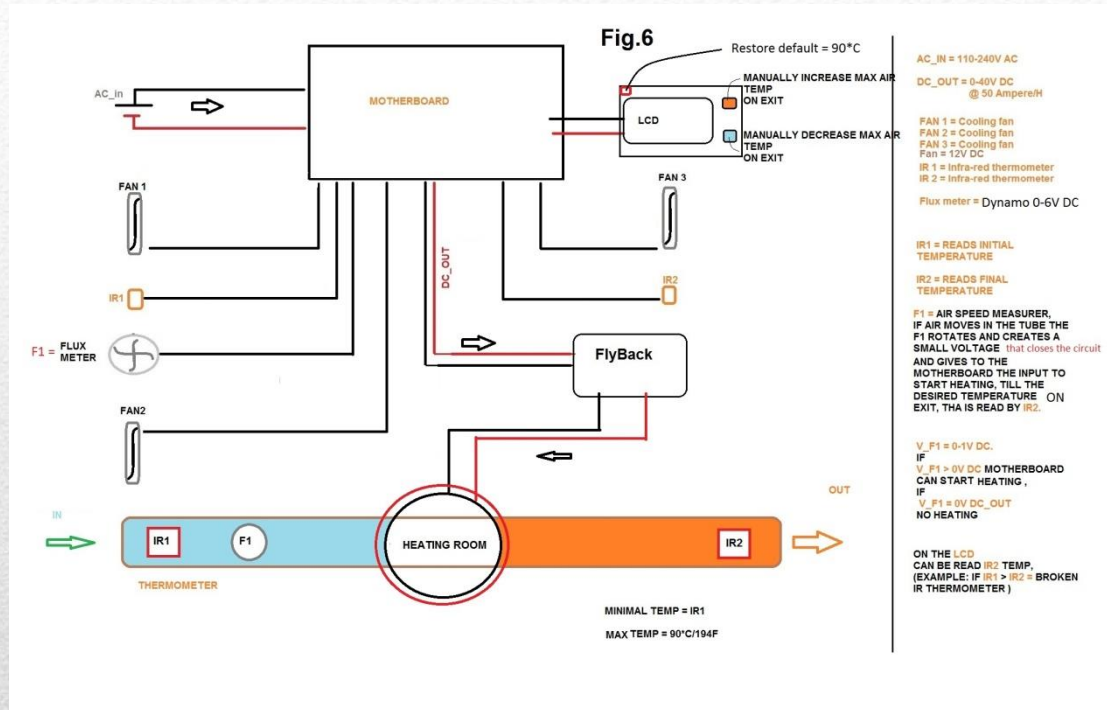 Fig.6
Restore default = 90*C
AC_in
MOTHERBOARD
LCD
MANUALLY INCREASE MAX AIR
TEMP
ON EXIT
MANUALLY DECREASE MAX AIR
TEMP
ON EXIT
FAN 1
FAN 3
DC_OUT
IR1
IR2
F1 = FLUX
METER
FlyBack
FAN2
IN
OUT
IR1
F1
HEATING ROOM
IR2
THERMOMETER
MINIMAL TEMP = IR1
MAX TEMP = 90*C/194F
AC_IN = 110-240V AC
DC_OUT = 0-40V DC
@ 50 Ampere/H
FAN 1 = Cooling fan
FAN 2 = Cooling fan
FAN 3 = Cooling fan
Fan = 12V DC
IR 1 = Infra-red thermometer
IR 2 = Infra-red thermometer
Flux meter = Dynamo 0-6V DC
IR1 = READS INITIAL
TEMPERATURE
IR2 = READS FINAL
TEMPERATURE
F1 = AIR SPEED MEASURER,
IF AIR MOVES IN THE TUBE THE
F1 ROTATES AND CREATES A
SMALL VOLTAGE that closes the circuit
AND GIVES TO THE
MOTHERBOARD THE INPUT TO
START HEATING, TILL THE
DESIRED TEMPERATURE ON
EXIT, THA IS READ BY IR2.
V_F1 = 0-1V DC.
IF
V_F1 > 0V DC MOTHERBOARD
CAN START HEATING ,
IF
V_F1 = 0V DC_OUT
NO HEATING
ON THE LCD
CAN BE READ IR2 TEMP,
(EXAMPLE: IF IR1 > IR2 = BROKEN
IR THERMOMETER )